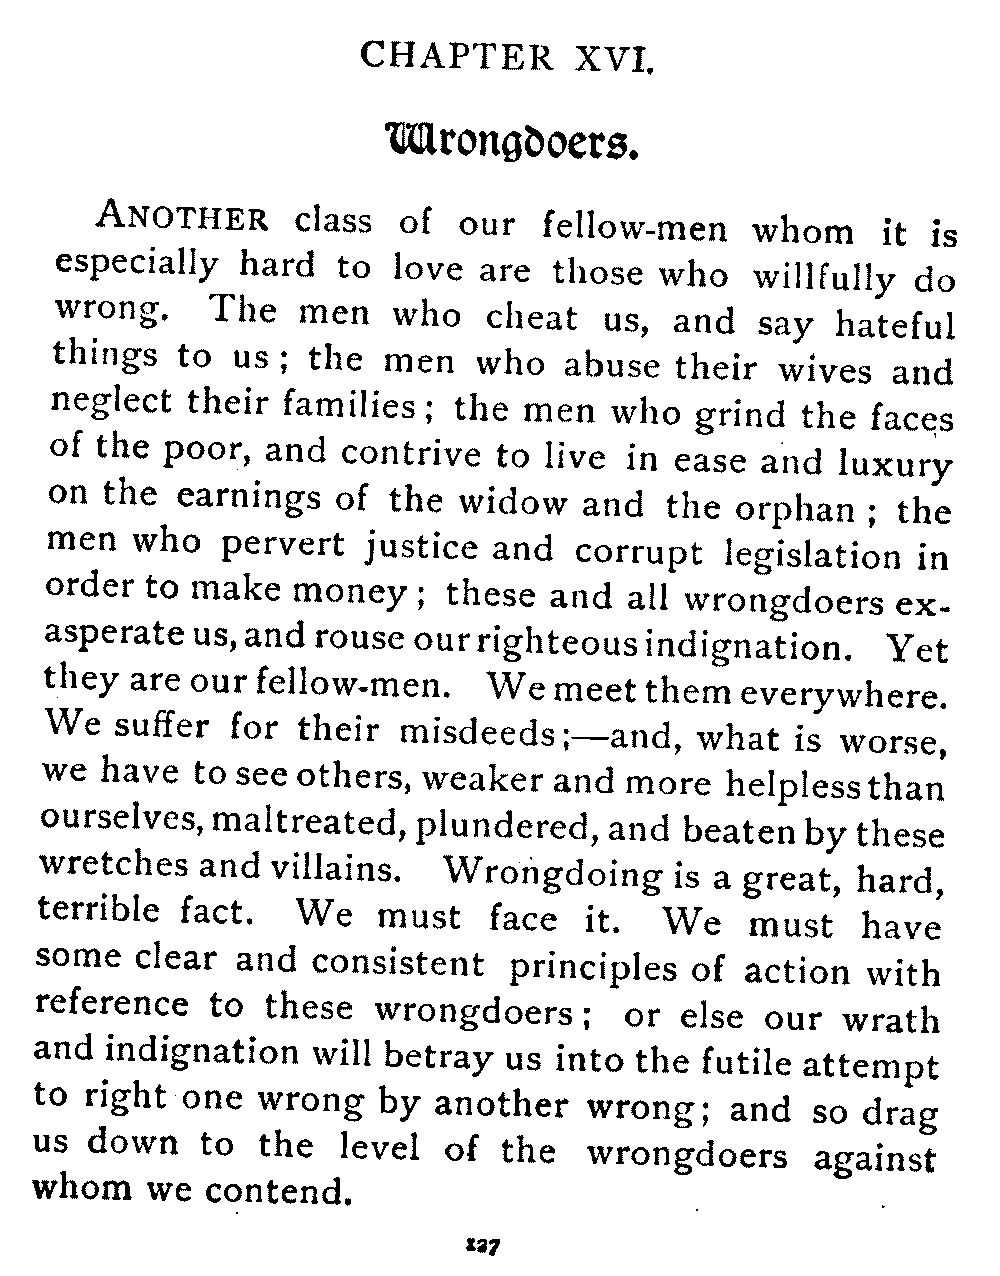 CHAPTER XVI.
Wrongdoers.
ANOTHER class of our fellow-men whom it is
especially hard to love are those who willfully do
wrong. The men who cheat us, and say hateful
things to us ; the men who abuse their wives and
neglect their families ; the men who grind the faces
of the poor, and contrive to live in ease and luxury
on the earnings of the widow and the orphan ; the
men who pervert justice and corrupt legislation in
order to make money ; these and all wrongdoers ex-
asperate us, and rouse our righteous indignation. Yet
they are our fellow-men. We meet them everywhere.
We suffer for their misdeeds ;—and, what is worse,
we have to see others, weaker and more helpless than
ourselves, maltreated, plundered, and beaten by these
wretches and villains. Wrongdoing is a great, hard,
terrible fact. We must face it. We must have
some clear and consistent principles of action with
reference to these wrongdoers ; or else our wrath
and indignation will betray us into the futile attempt
to right one wrong by another wrong ; and so drag
us down to the level of the wrongdoers against
whom we contend.
127